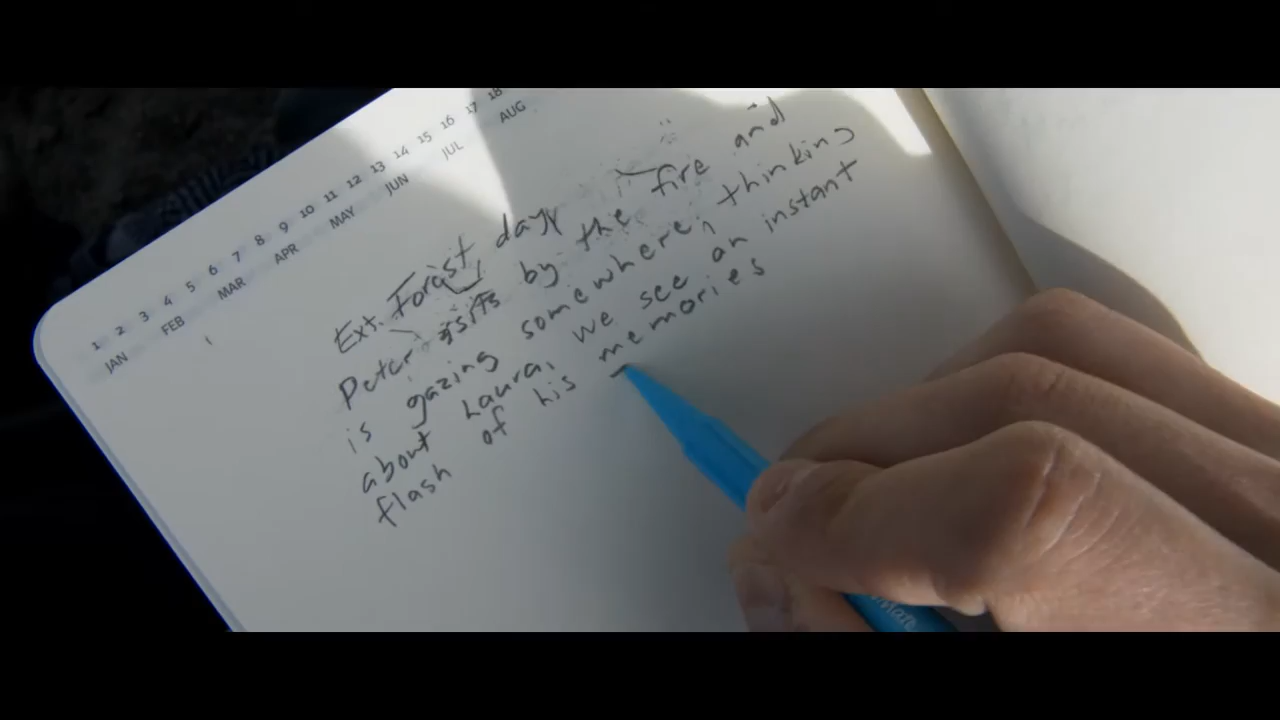 1 2 3 4 5 6 7 8 9 10 11 12 13 14 15 16 17 18
JAN FEB MAR APR MAY JUN JUL AUG
Ext. Forest, day
Peter sits by the fire and
is gazing somewhere, thinking
about Laura, we see an instant
flash of his memories